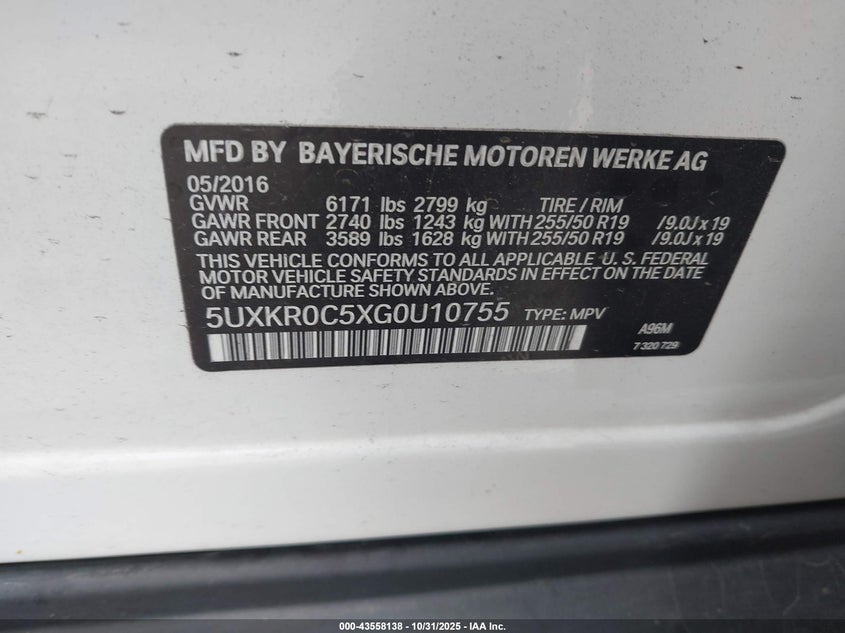 MFD BY BAYERISCHE MOTOREN WERKE AG
05/2016
GVWR 6171 lbs 2799 kg TIRE / RIM
GAWR FRONT 2740 lbs 1243 kg WITH 255/50 R19 /9.0J x 19
GAWR REAR 3589 lbs 1628 kg WITH 255/50 R19 /9.0J x 19
THIS VEHICLE CONFORMS TO ALL APPLICABLE U. S. FEDERAL
MOTOR VEHICLE SAFETY STANDARDS IN EFFECT ON THE DATE
OF MANUFACTURE SHOWN ABOVE.
5UXKR0C5XG0U10755 TYPE: MPV
A96M
7 320 729
000-43558138 - 10/31/2025 - IAA Inc.